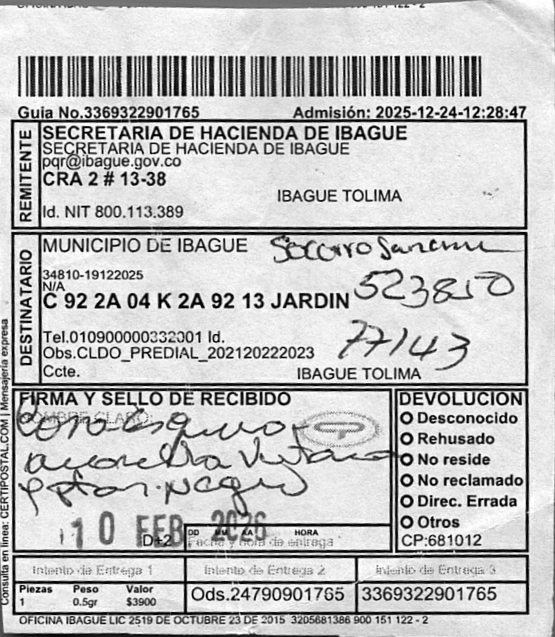 Guia No.3369322901765 Admisión: 2025-12-24-12:28:47
REMITENTE
SECRETARIA DE HACIENDA DE IBAGUE
SECRETARIA DE HACIENDA DE IBAGUE
pqr@ibague.gov.co
CRA 2 # 13-38
IBAGUE TOLIMA
Id. NIT 800.113.389
DESTINATARIO
MUNICIPIO DE IBAGUE
Socorro
34810-19122025
N/A
523850
C 92 2A 04 K 2A 92 13 JARDIN
Tel.010900000332001 Id.
77143
Obs.CLDO_PREDIAL_202120222023
Ccte.
IBAGUE TOLIMA
FIRMA Y SELLO DE RECIBIDO
NOMBRE CLARO:
10 FEB 2026
D+2
DD MM AA HORA
Fecha y hora de entrega
DEVOLUCION
Desconocido
Rehusado
No reside
No reclamado
Direc. Errada
Otros
CP:681012
Intento de Entrega 1 Intento de Entrega 2 Intento de Entrega 3
Piezas Peso Valor
1 0.5gr $3900
Ods.24790901765 3369322901765
OFICINA IBAGUE LIC 2519 DE OCTUBRE 23 DE 2015 3205681386 900 151 122 - 2
Consulta en linea: CERTIPOSTAL.COM | Mensajeria expresa